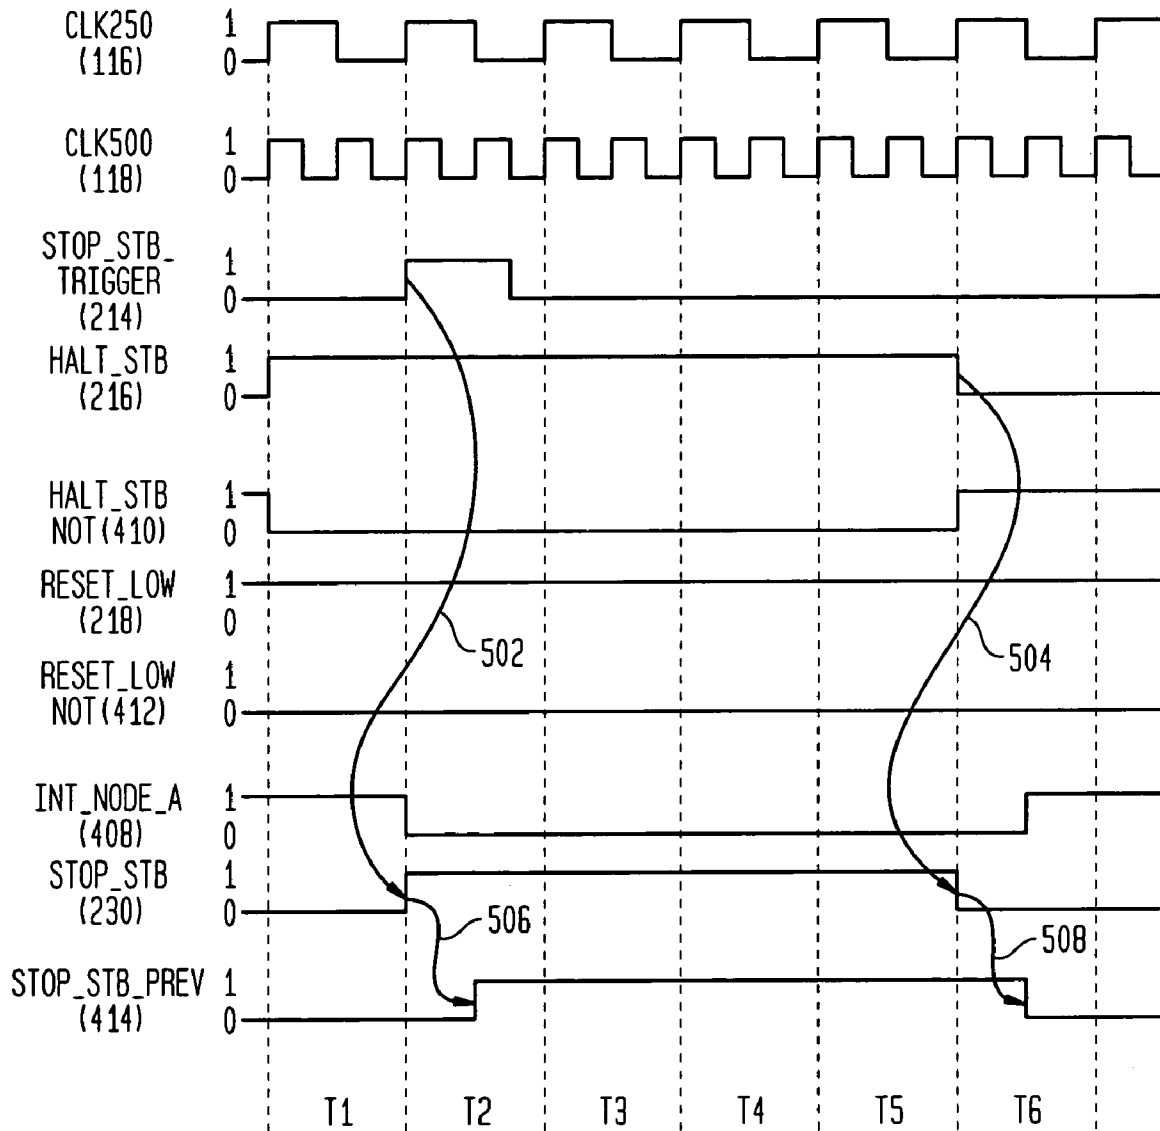 CLK250
(116)
1
0
CLK500
(118)
1
0
STOP_STB_
TRIGGER
(214)
1
0
HALT_STB
(216)
1
0
HALT_STB
NOT(410)
1
0
RESET_LOW
(218)
1
0
502
504
RESET_LOW
NOT(412)
1
0
INT_NODE_A
(408)
1
0
STOP_STB
(230)
1
0
506
508
STOP_STB_PREV
(414)
1
0
T1 T2 T3 T4 T5 T6